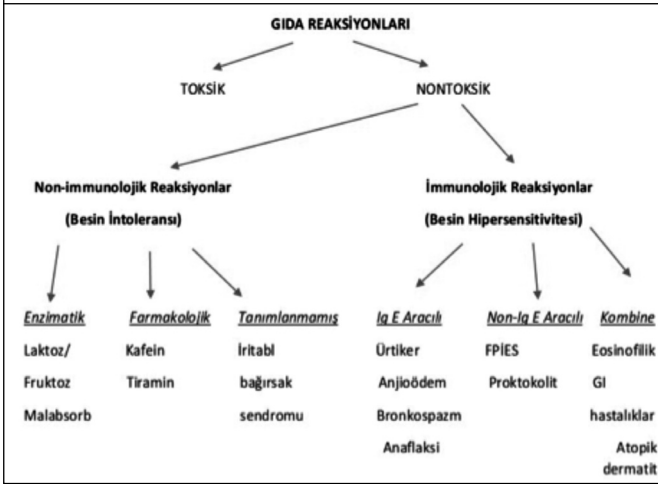 GIDA REAKSİYONLARI
TOKSİK NONTOKSİK
Non-immunolojik Reaksiyonlar
(Besin İntoleransı)
İmmunolojik Reaksiyonlar
(Besin Hipersensitivitesi)
Enzimatik
Laktoz/
Fruktoz
Malabsorb
Farmakolojik
Kafein
Tiramin
Tanımlanmamış
İritabl
bağırsak
sendromu
Ig E Aracılı
Ürtiker
Anjioödem
Bronkospazm
Anaflaksi
Non-Ig E Aracılı
FPİES
Proktokolit
Kombine
Eosinofilik
GI
hastalıklar
Atopik
dermatit